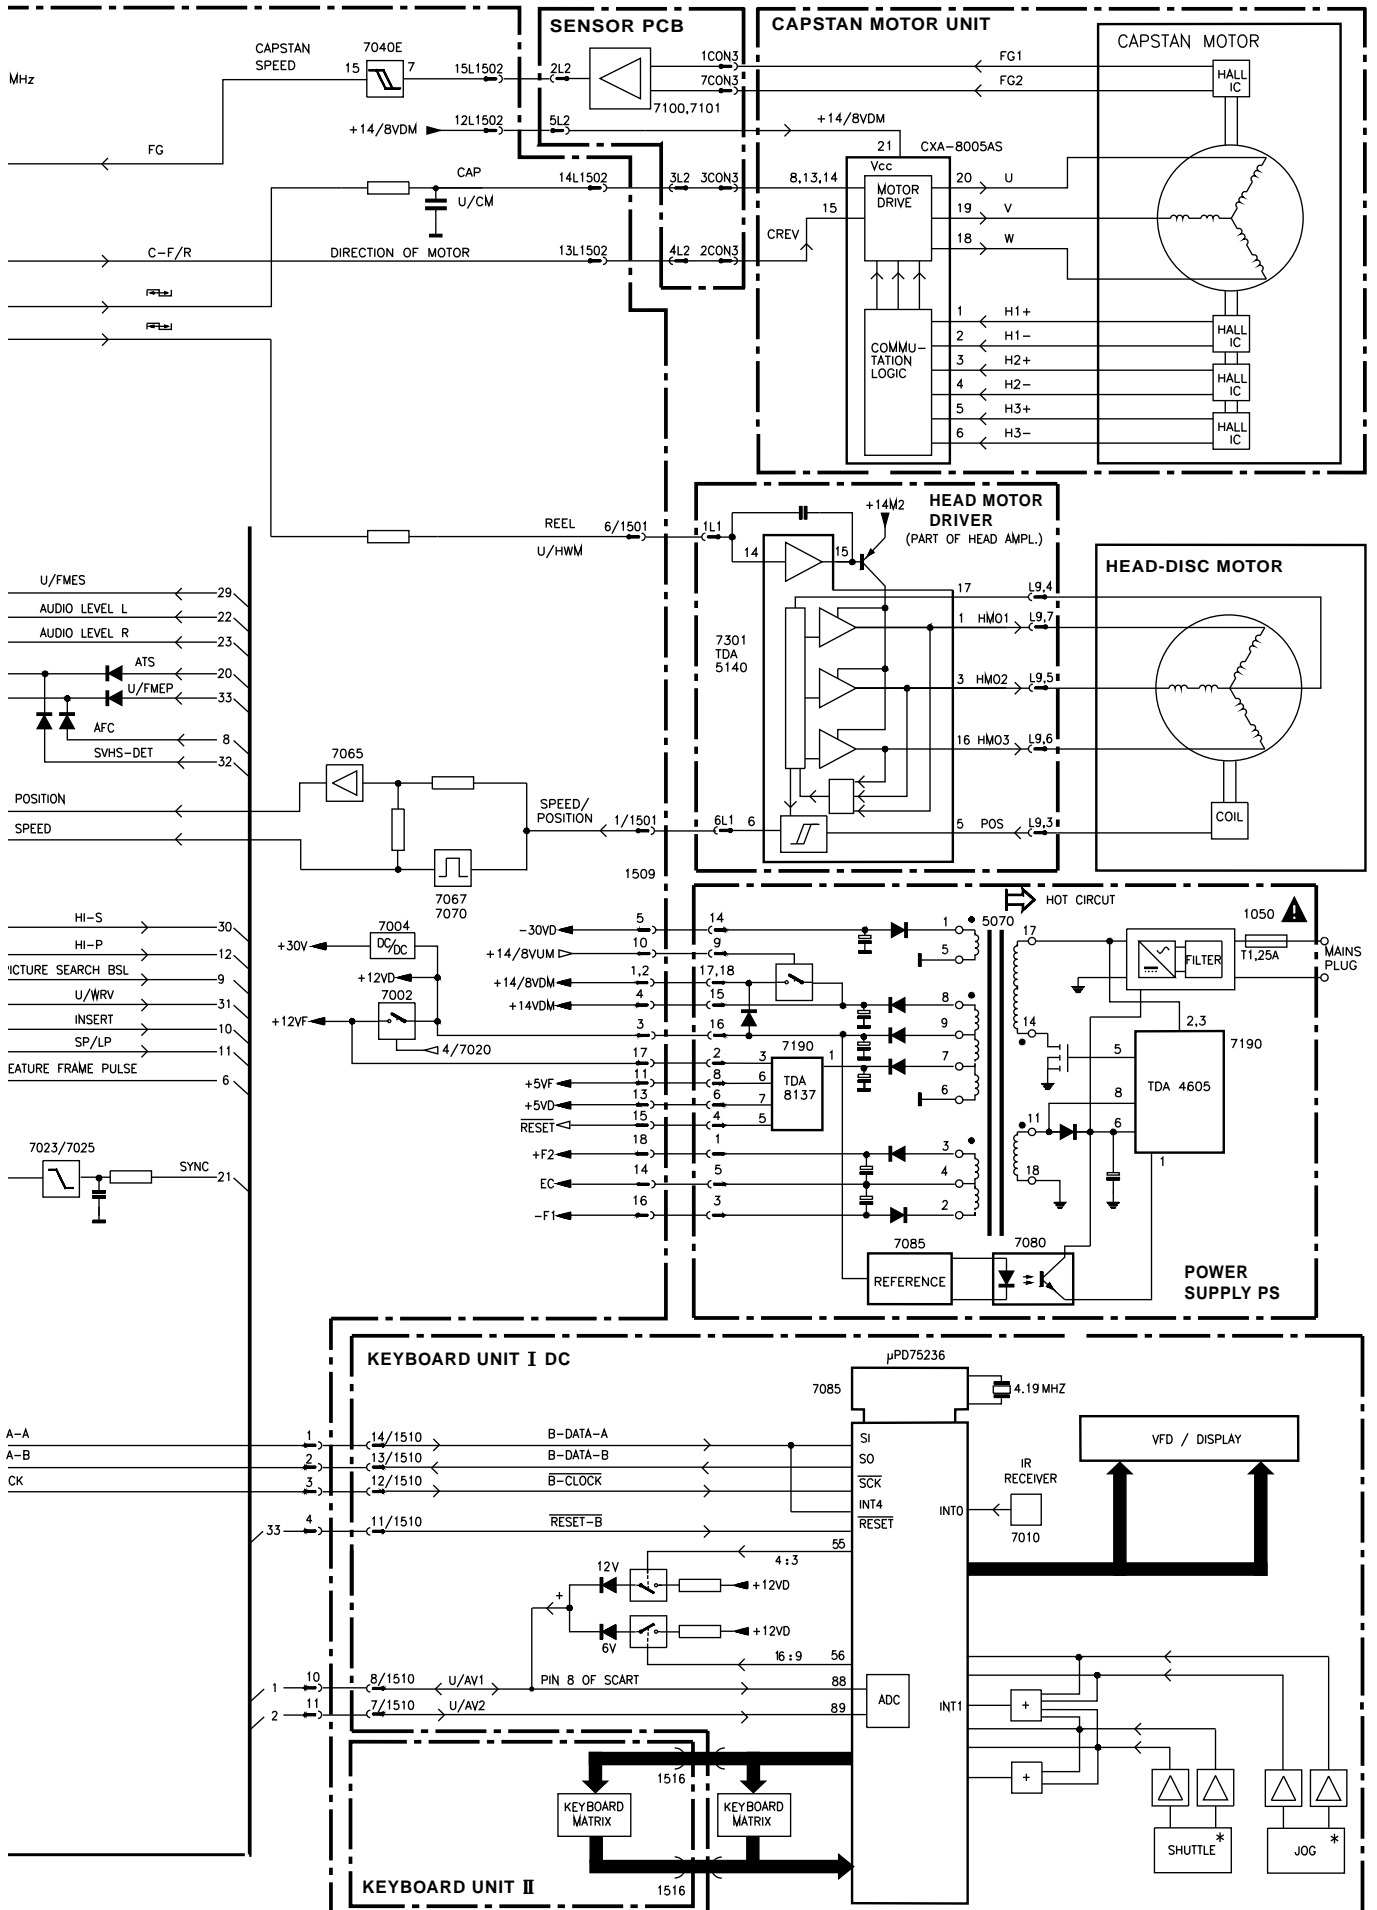 SENSOR PCB
CAPSTAN MOTOR UNIT
CAPSTAN MOTOR
MHz
CAPSTAN
SPEED
7040E
15
7
15L1502
2L2
1CON3
7CON3
7100,7101
FG1
FG2
HALL
IC
+14/8VDM
12L1502
5L2
+14/8VDM
FG
21
CXA-8005AS
Vcc
CAP
U/CM
14L1502
3L2
3CON3
8,13,14
MOTOR
DRIVE
20
U
15
19
V
CREV
18
W
C-F/R
DIRECTION OF MOTOR
13L1502
4L2
2CON3
COMMU-
TATION
LOGIC
1
H1+
2
H1-
3
H2+
4
H2-
5
H3+
6
H3-
HALL
IC
HALL
IC
HALL
IC
HEAD MOTOR
DRIVER
(PART OF HEAD AMPL.)
+14M2
REEL
U/HWM
6/1501
1L1
14
15
HEAD-DISC MOTOR
17
L9,4
7301
TDA
5140
1
HMO1
L9,7
3
HMO2
L9,5
16
HMO3
L9,6
U/FMES
29
AUDIO LEVEL L
22
AUDIO LEVEL R
23
ATS
20
U/FMEP
33
AFC
8
SVHS-DET
32
POSITION
SPEED
7065
7067
7070
SPEED/
POSITION
1/1501
6L1
6
5
POS
L9,3
COIL
1509
HOT CIRCUT
1050
T1,25A
MAINS
PLUG
FILTER
HI-S
30
HI-P
12
ICTURE SEARCH BSL
9
U/WRV
31
INSERT
10
SP/LP
11
EATURE FRAME PULSE
6
7023/7025
SYNC
21
+30V
7004
DC/DC
+12VD
7002
+12VF
4/7020
-30VD
5
14
+14/8VUM
10
9
+14/8VDM
1,2
17,18
+14VDM
4
15
3
16
17
2
+5VF
11
8
+5VD
13
6
RESET
15
4
+F2
18
1
EC
14
5
-F1
16
3
7190
TDA
8137
3
6
7
5
1
5070
1
5
8
9
7
6
3
4
2
17
14
11
18
2,3
7190
TDA 4605
5
8
6
1
7085
REFERENCE
7080
POWER
SUPPLY PS
KEYBOARD UNIT I DC
µPD75236
7085
4.19 MHZ
VFD / DISPLAY
A-A
1
14/1510
B-DATA-A
SI
A-B
2
13/1510
B-DATA-B
SO
CK
3
12/1510
B-CLOCK
SCK
INT4
33
4
11/1510
RESET-B
RESET
IR
RECEIVER
INT0
7010
55
4:3
12V
+12VD
+
6V
+12VD
16:9
56
1
10
8/1510
U/AV1
PIN 8 OF SCART
88
2
11
7/1510
U/AV2
89
ADC
INT1
+
+
1516
KEYBOARD
MATRIX
KEYBOARD
MATRIX
SHUTTLE *
JOG *
KEYBOARD UNIT II
1516